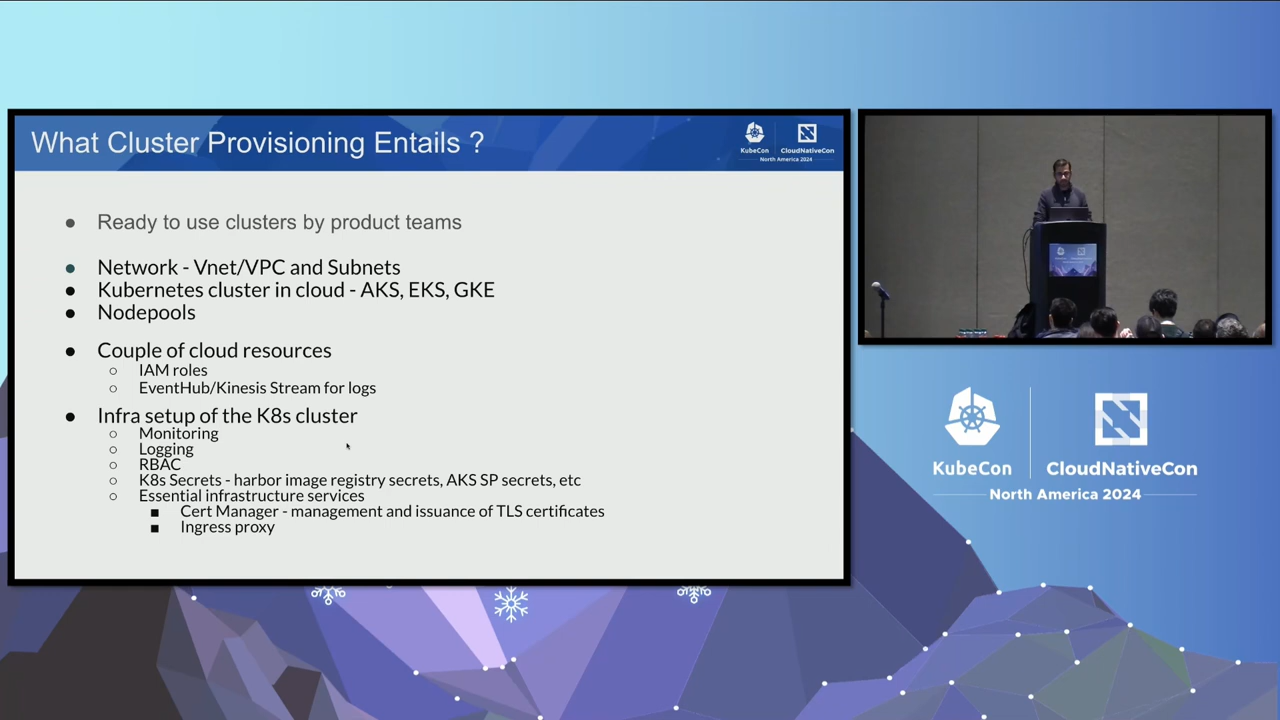 What Cluster Provisioning Entails ?
KubeCon
CloudNativeCon
North America 2024
● Ready to use clusters by product teams
● Network - Vnet/VPC and Subnets
● Kubernetes cluster in cloud - AKS, EKS, GKE
● Nodepools
● Couple of cloud resources
○ IAM roles
○ EventHub/Kinesis Stream for logs
● Infra setup of the K8s cluster
○ Monitoring
○ Logging
○ RBAC
○ K8s Secrets - harbor image registry secrets, AKS SP secrets, etc
○ Essential infrastructure services
■ Cert Manager - management and issuance of TLS certificates
■ Ingress proxy
KubeCon
CloudNativeCon
North America 2024